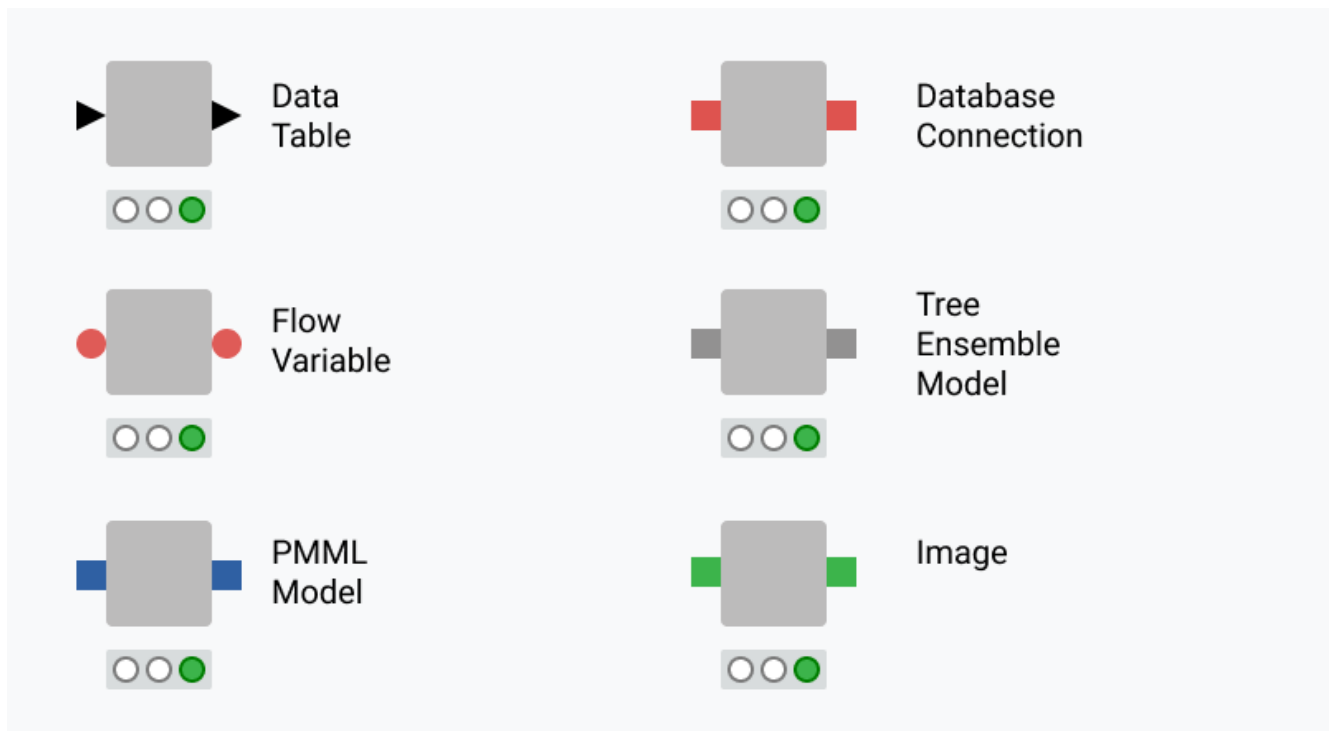 Data
Table
Database
Connection
Flow
Variable
Tree
Ensemble
Model
PMML
Model
Image